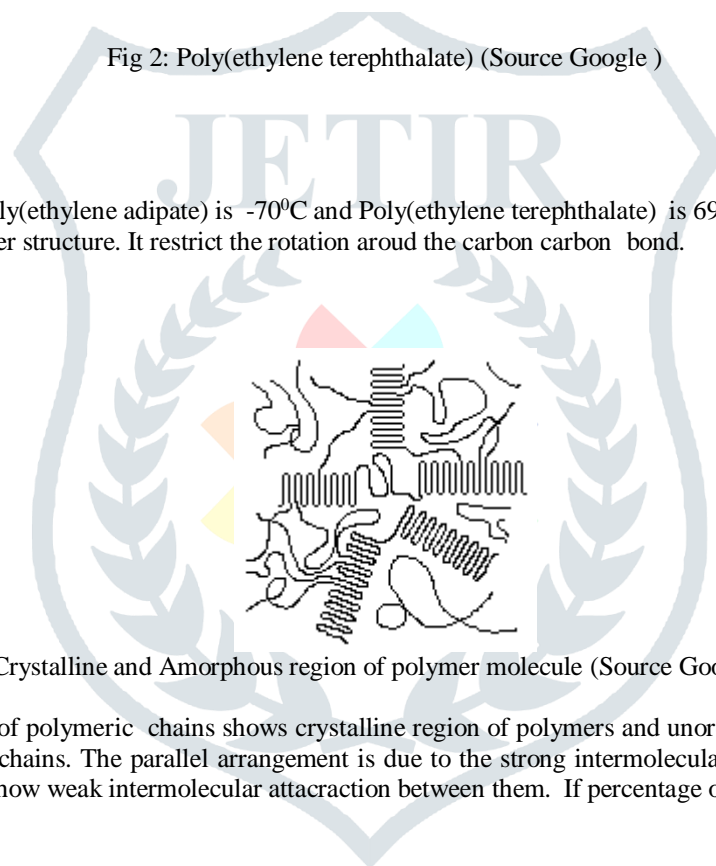 Fig 2: Poly(ethylene terephthalate) (Source Google )
JETIR
ly(ethylene adipate) is -70⁰C and Poly(ethylene terephthalate) is 69
er structure. It restrict the rotation aroud the carbon carbon bond.
Crystalline and Amorphous region of polymer molecule (Source Goo
of polymeric chains shows crystalline region of polymers and unor
chains. The parallel arrangement is due to the strong intermolecula
how weak intermolecular attacraction between them. If percentage o